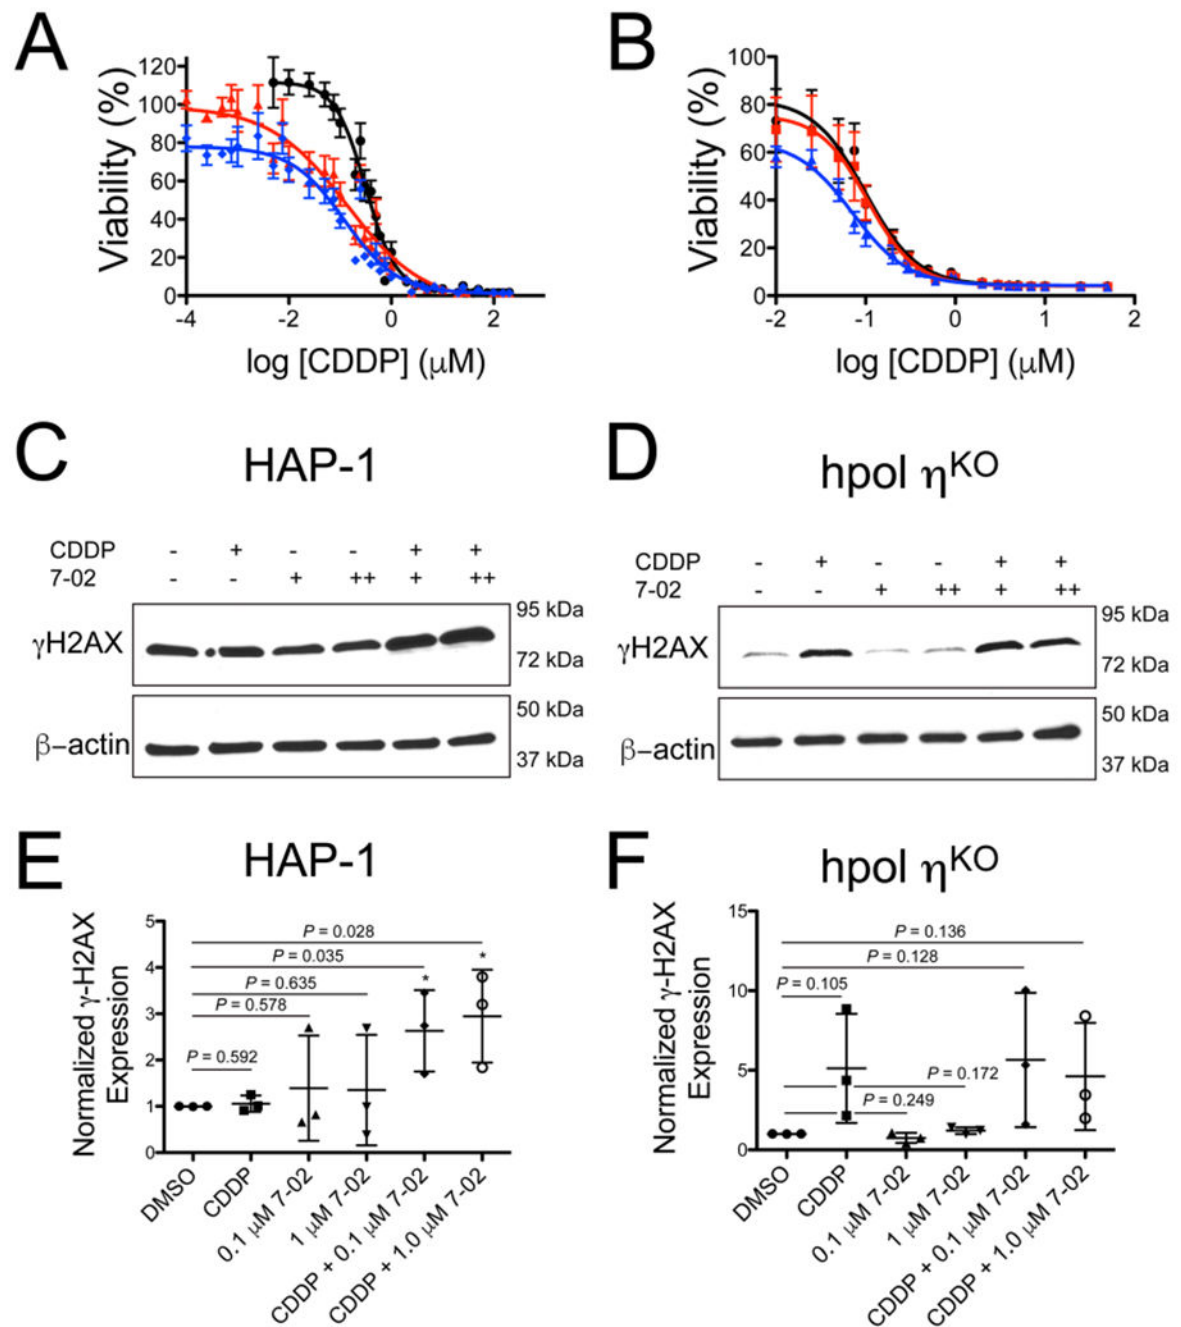 A
B
Viability (%)
120
100
80
60
40
20
0
-4
-2
0
2
log [CDDP] (μM)
Viability (%)
100
80
60
40
20
0
-2
-1
0
1
2
log [CDDP] (μM)
C
HAP-1
CDDP - + - - + +
7-02 - - + ++ + ++
γH2AX
95 kDa
72 kDa
β–actin
50 kDa
37 kDa
D
hpol ηKO
CDDP - + - - + +
7-02 - - + ++ + ++
γH2AX
95 kDa
72 kDa
β–actin
50 kDa
37 kDa
E
HAP-1
Normalized γ-H2AX
Expression
5
4
3
2
1
0
P = 0.028
P = 0.035
P = 0.635
P = 0.578
P = 0.592
*
*
DMSO
CDDP
0.1 μM 7-02
1 μM 7-02
CDDP + 0.1 μM 7-02
CDDP + 1.0 μM 7-02
F
hpol ηKO
Normalized γ-H2AX
Expression
15
10
5
0
P = 0.136
P = 0.128
P = 0.105
P = 0.172
P = 0.249
DMSO
CDDP
0.1 μM 7-02
1 μM 7-02
CDDP + 0.1 μM 7-02
CDDP + 1.0 μM 7-02